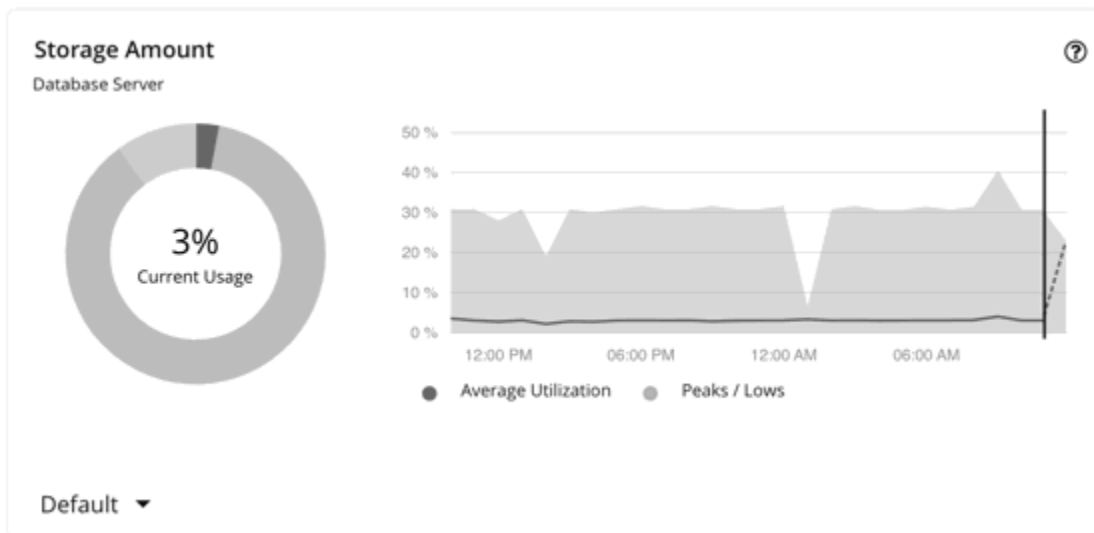 Storage Amount
Database Server
3%
Current Usage
50 %
40 %
30 %
20 %
10 %
0 %
12:00 PM 06:00 PM 12:00 AM 06:00 AM
Average Utilization Peaks / Lows
Default
?